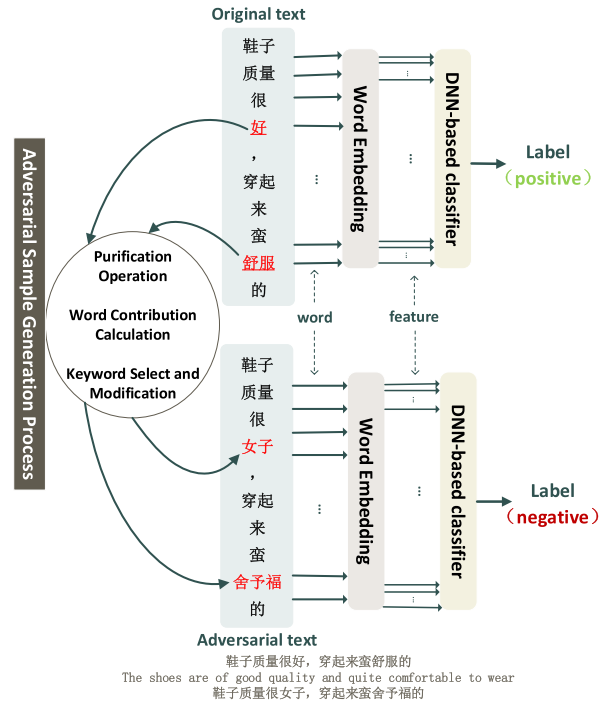 Original text
鞋子
质量
很
好
，
穿起
来
蛮
舒服
的
Word Embedding
DNN-based classifier
Label
（positive）
Adversarial Sample Generation Process
Purification
Operation
Word Contribution
Calculation
Keyword Select and
Modification
word
feature
鞋子
质量
很
女子
，
穿起
来
蛮
舍予福
的
Word Embedding
DNN-based classifier
Label
（negative）
Adversarial text
鞋子质量很好，穿起来蛮舒服的
The shoes are of good quality and quite comfortable to wear
鞋子质量很女子，穿起来蛮舍予福的